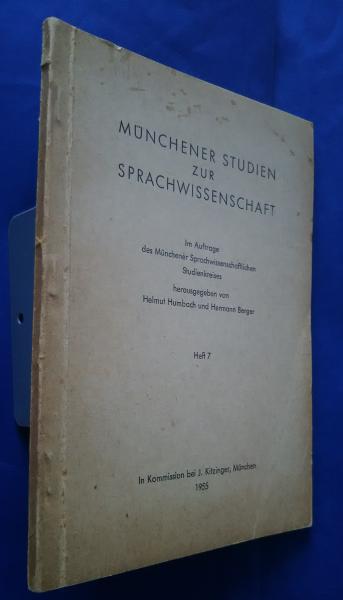 MÜNCHENER STUDIEN
ZUR
SPRACHWISSENSCHAFT
Im Auftrage
des Münchener Sprachwissenschaftlichen
Studienkreises
herausgegeben von
Helmut Humbach und Hermann Berger
Heft 7
In Kommission bei J. Kitzinger, München
1955